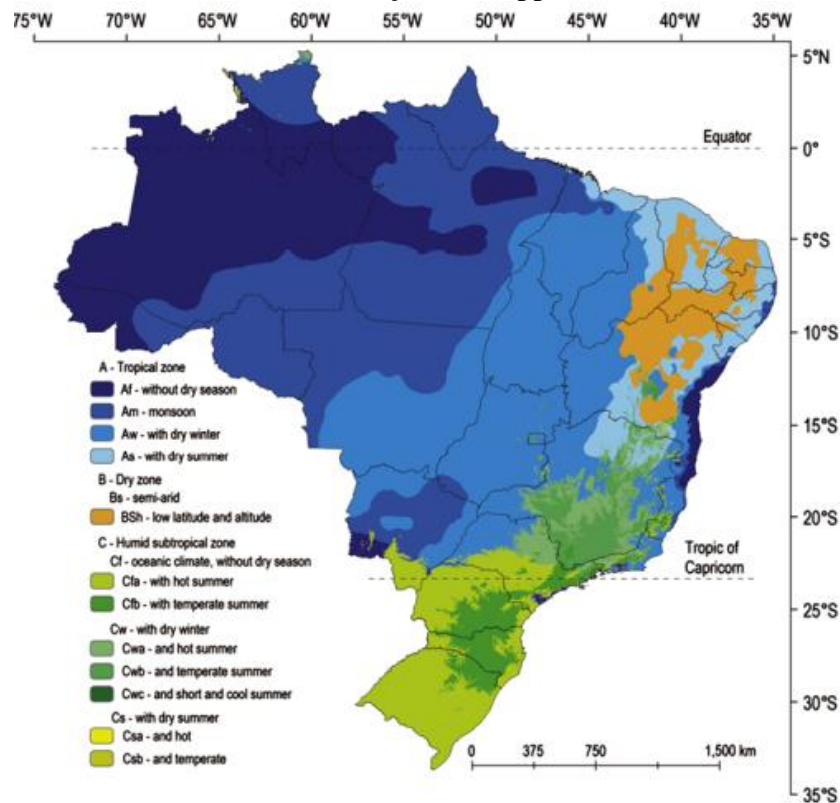 75°W 70°W 65°W 60°W 55°W 50°W 45°W 40°W 35°W
5°N
Equator
0°
5°S
10°S
15°S
20°S
Tropic of
Capricorn
25°S
30°S
35°S
A - Tropical zone
Af - without dry season
Am - monsoon
Aw - with dry winter
As - with dry summer
B - Dry zone
Bs - semi-arid
BSh - low latitude and altitude
C - Humid subtropical zone
Cf - oceanic climate, without dry season
Cfa - with hot summer
Cfb - with temperate summer
Cw - with dry winter
Cwa - and hot summer
Cwb - and temperate summer
Cwc - and short and cool summer
Cs - with dry summer
Csa - and hot
Csb - and temperate
0 375 750 1,500 km